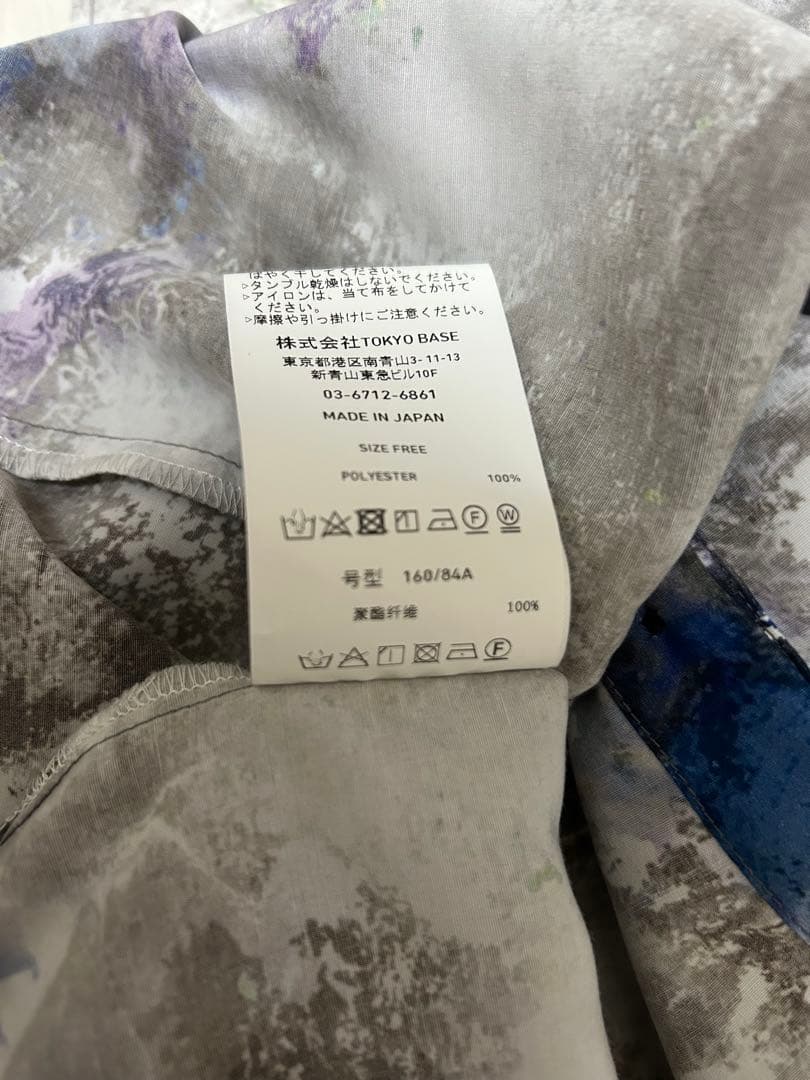 はやく干してください。
▷タンブル乾燥はしないでください。
▷アイロンは、当て布をしてかけて
ください。
▷摩擦や引っ掛けにご注意ください。
株式会社TOKYO BASE
東京都港区南青山3-11-13
新青山東急ビル10F
03-6712-6861
MADE IN JAPAN
SIZE FREE
POLYESTER 100%
F W
号型 160/84A
聚酯纤维 100%
F